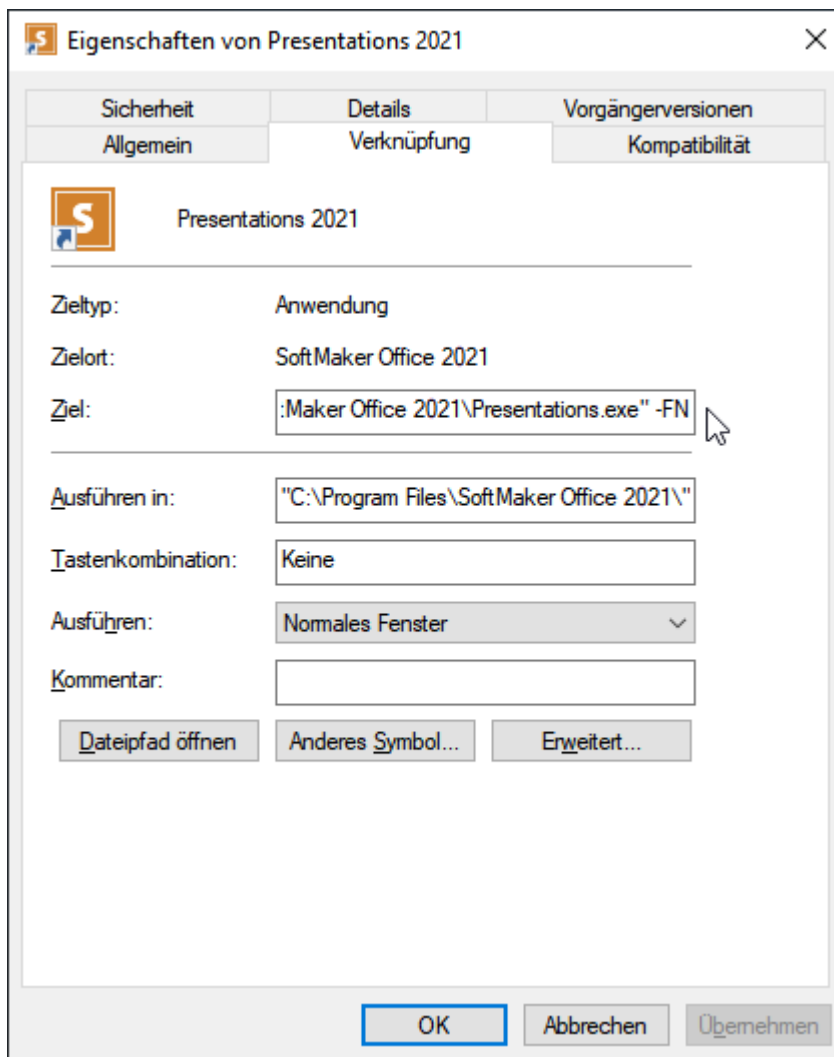 Eigenschaften von Presentations 2021
Sicherheit Details Vorgängerversionen
Allgemein Verknüpfung Kompatibilität
S
Presentations 2021
Zieltyp: Anwendung
Zielort: SoftMaker Office 2021
Ziel: :Maker Office 2021\Presentations.exe" -FN
Ausführen in: "C:\Program Files\SoftMaker Office 2021\"
Tastenkombination: Keine
Ausführen: Normales Fenster
Kommentar:
Dateipfad öffnen Anderes Symbol... Erweitert...
OK Abbrechen Übernehmen